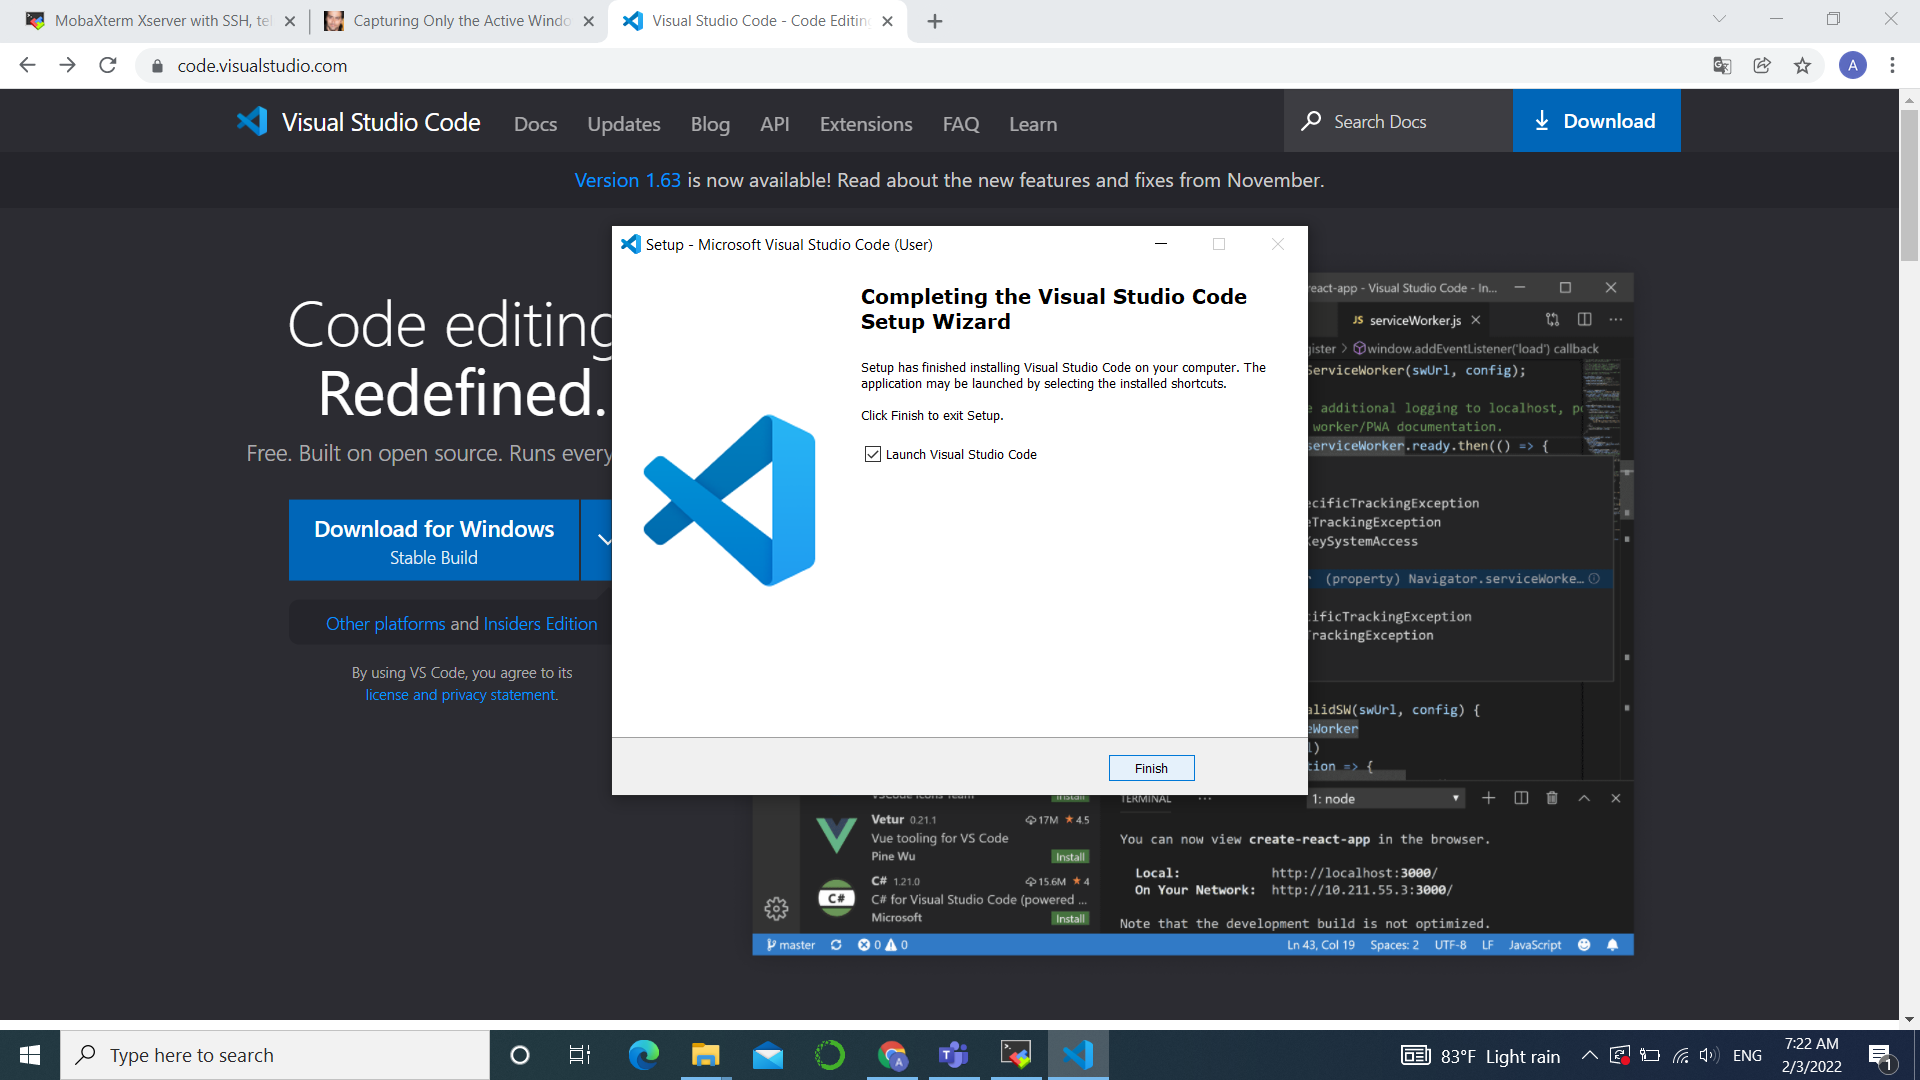 MobaXterm Xserver with SSH, tel
Capturing Only the Active Windo
Visual Studio Code - Code Editing
code.visualstudio.com
A
Visual Studio Code
Docs
Updates
Blog
API
Extensions
FAQ
Learn
Search Docs
Download
Version 1.63 is now available! Read about the new features and fixes from November.
Code editing
Redefined.
Free. Built on open source. Runs every
Download for Windows
Stable Build
Other platforms and Insiders Edition
By using VS Code, you agree to its
license and privacy statement.
Setup - Microsoft Visual Studio Code (User)
Completing the Visual Studio Code
Setup Wizard
Setup has finished installing Visual Studio Code on your computer. The
application may be launched by selecting the installed shortcuts.
Click Finish to exit Setup.
Launch Visual Studio Code
Finish
react-app - Visual Studio Code - In...
JS serviceWorker.js
ister > window.addEventListener('load') callback
ServiceWorker(swUrl, config);
e additional logging to localhost, p
worker/PWA documentation.
serviceWorker.ready.then(() => {
ecificTrackingException
eTrackingException
KeySystemAccess
(property) Navigator.serviceWorke...
cificTrackingException
TrackingException
alidSW(swUrl, config) {
eWorker
l)
ction => {
VSCode Icons Team
Install
Vetur 0.21.1 17M 4.5
Vue tooling for VS Code
Pine Wu
Install
C# 1.21.0 15.6M 4
C#
C# for Visual Studio Code (powered ...
Microsoft
Install
TERMINAL
...
1: node
You can now view create-react-app in the browser.
Local: http://localhost:3000/
On Your Network: http://10.211.55.3:3000/
Note that the development build is not optimized.
master
0
0
Ln 43, Col 19
Spaces: 2
UTF-8
LF
JavaScript
Type here to search
A
83°F Light rain
ENG
7:22 AM
2/3/2022
1